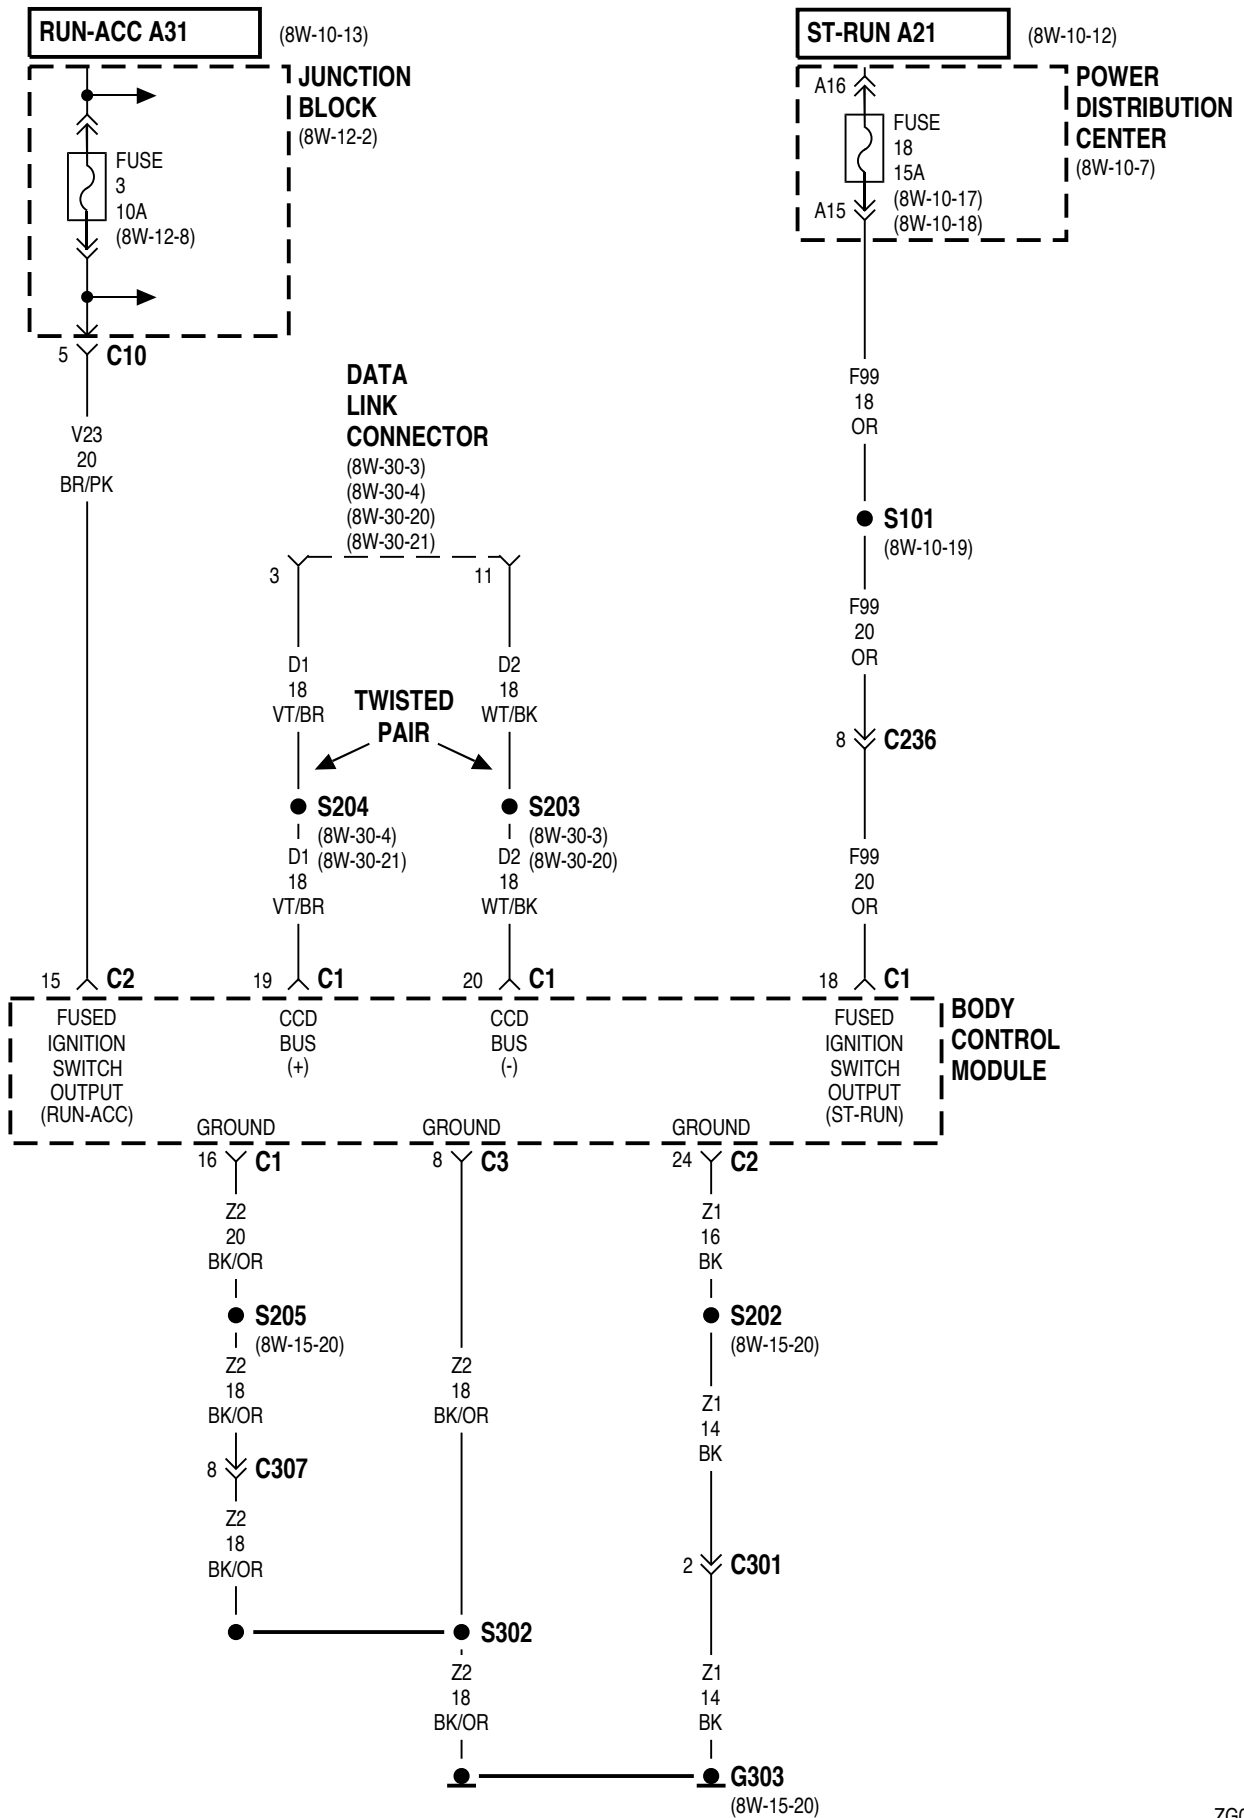 RUN-ACC A31
(8W-10-13)
ST-RUN A21
(8W-10-12)
JUNCTION
BLOCK
(8W-12-2)
FUSE
3
10A
(8W-12-8)
5
C10
A16
FUSE
18
15A
(8W-10-17)
(8W-10-18)
A15
POWER
DISTRIBUTION
CENTER
(8W-10-7)
V23
20
BR/PK
DATA
LINK
CONNECTOR
(8W-30-3)
(8W-30-4)
(8W-30-20)
(8W-30-21)
3
11
F99
18
OR
S101
(8W-10-19)
F99
20
OR
D1
18
VT/BR
TWISTED
PAIR
D2
18
WT/BK
8
C236
S204
(8W-30-4)
(8W-30-21)
S203
(8W-30-3)
(8W-30-20)
D1
18
VT/BR
D2
18
WT/BK
F99
20
OR
15
C2
19
C1
20
C1
18
C1
FUSED
IGNITION
SWITCH
OUTPUT
(RUN-ACC)
CCD
BUS
(+)
CCD
BUS
(-)
FUSED
IGNITION
SWITCH
OUTPUT
(ST-RUN)
BODY
CONTROL
MODULE
GROUND
GROUND
GROUND
16
C1
8
C3
24
C2
Z2
20
BK/OR
Z1
16
BK
S205
(8W-15-20)
S202
(8W-15-20)
Z2
18
BK/OR
Z2
18
BK/OR
Z1
14
BK
8
C307
Z2
18
BK/OR
2
C301
S302
Z2
18
BK/OR
Z1
14
BK
G303
(8W-15-20)